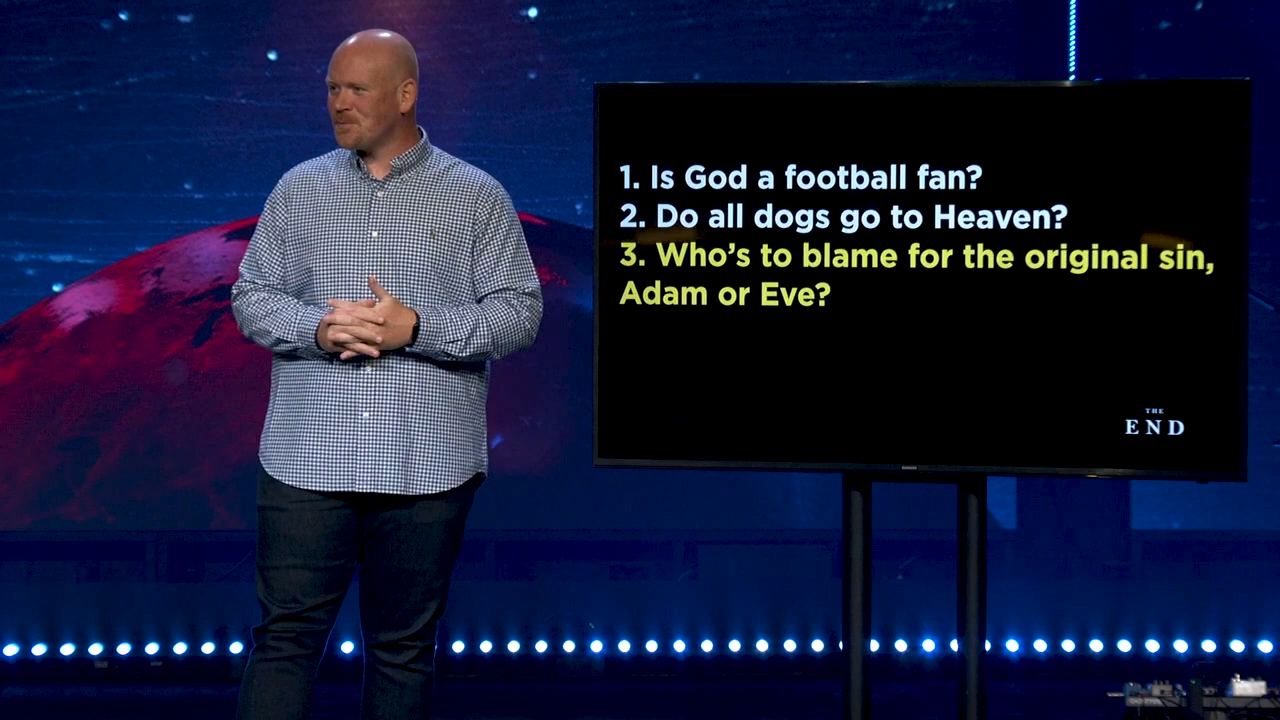 1. Is God a football fan?
2. Do all dogs go to Heaven?
3. Who’s to blame for the original sin,
Adam or Eve?
THE
END